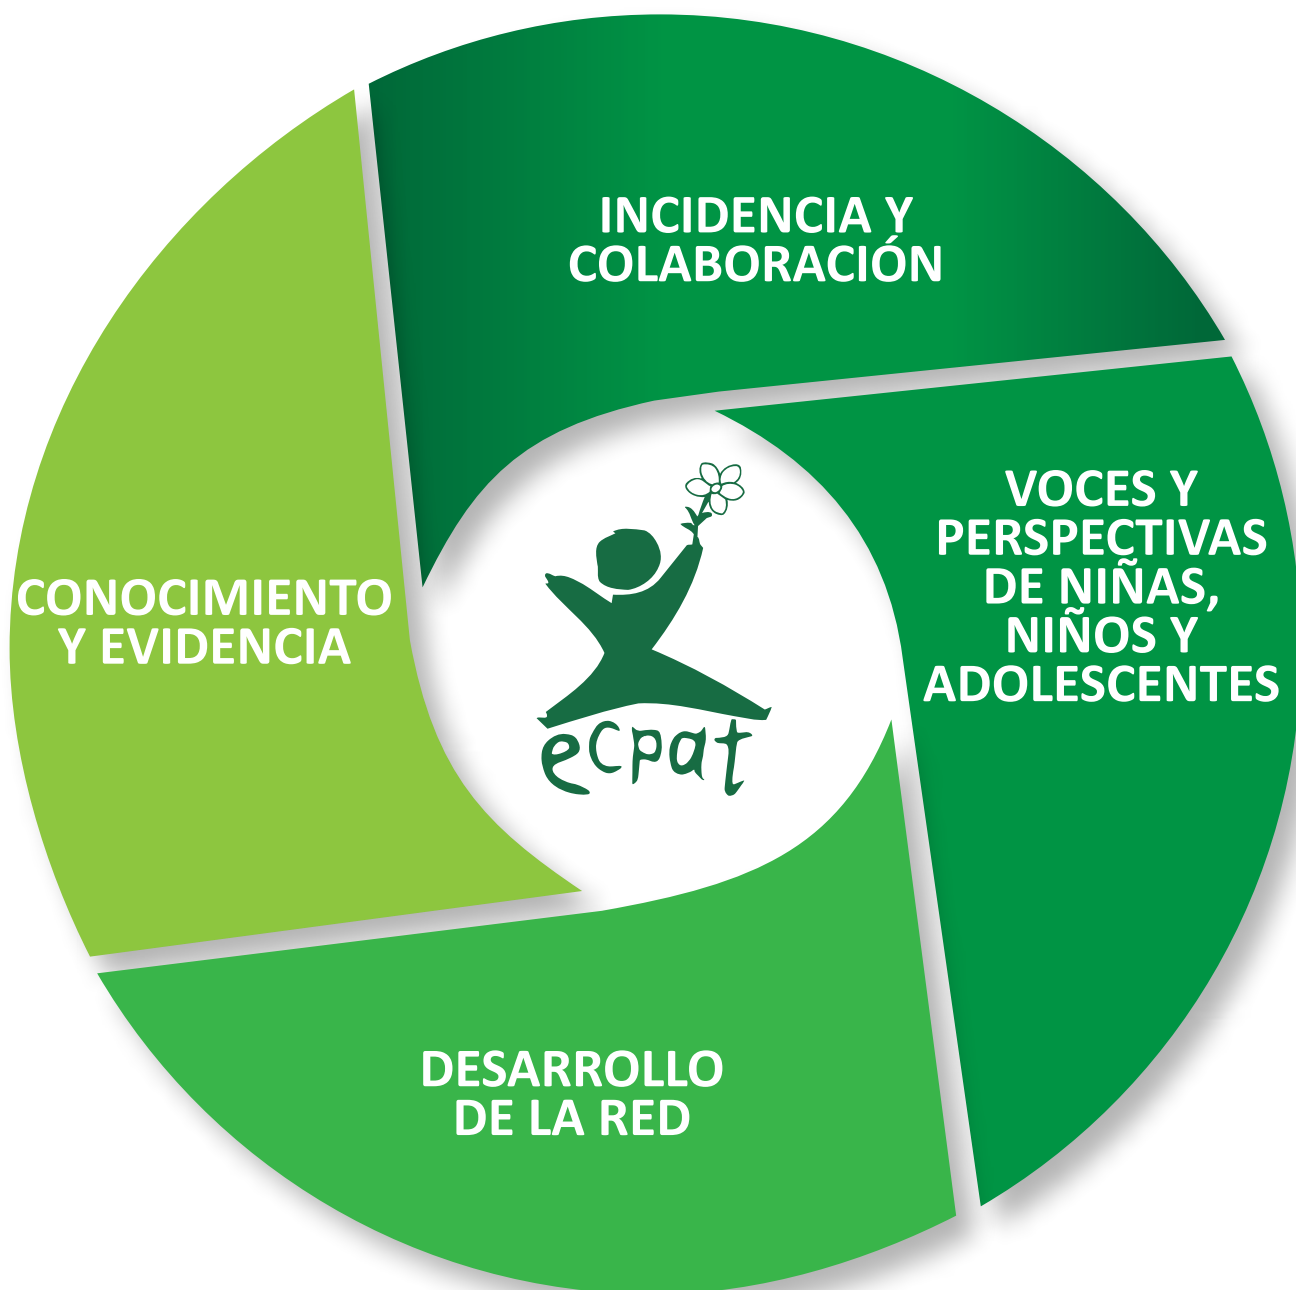 INCIDENCIA Y
COLABORACIÓN
VOCES Y
PERSPECTIVAS
DE NIÑAS,
NIÑOS Y
ADOLESCENTES
DESARROLLO
DE LA RED
CONOCIMIENTO
Y EVIDENCIA
ecpat